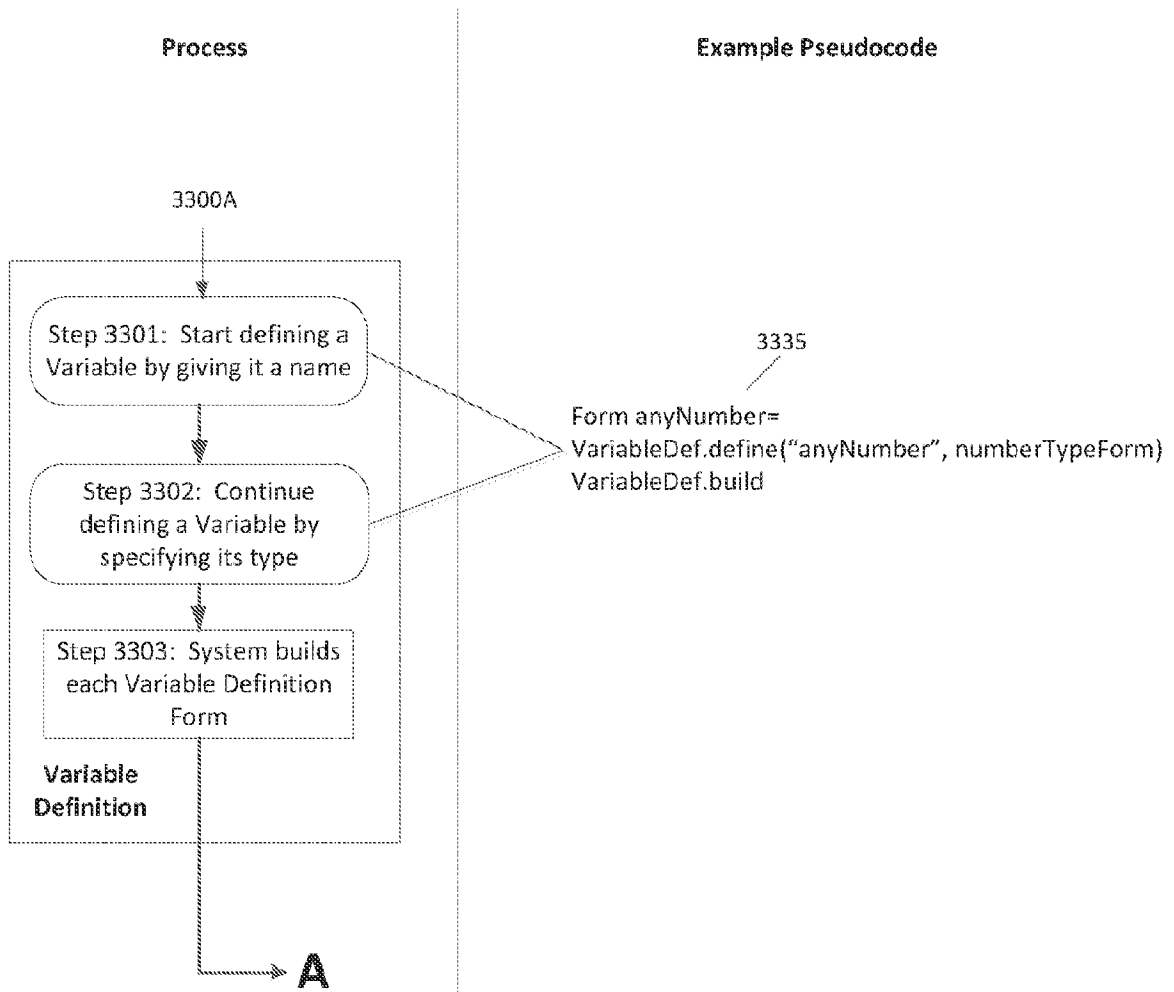 Process
Example Pseudocode
3300A
Step 3301:  Start defining a
Variable by giving it a name
3335
Form anyNumber=
VariableDef.define(“anyNumber”, numberTypeForm)
VariableDef.build
Step 3302:  Continue
defining a Variable by
specifying its type
Step 3303:  System builds
each Variable Definition
Form
Variable
Definition
A